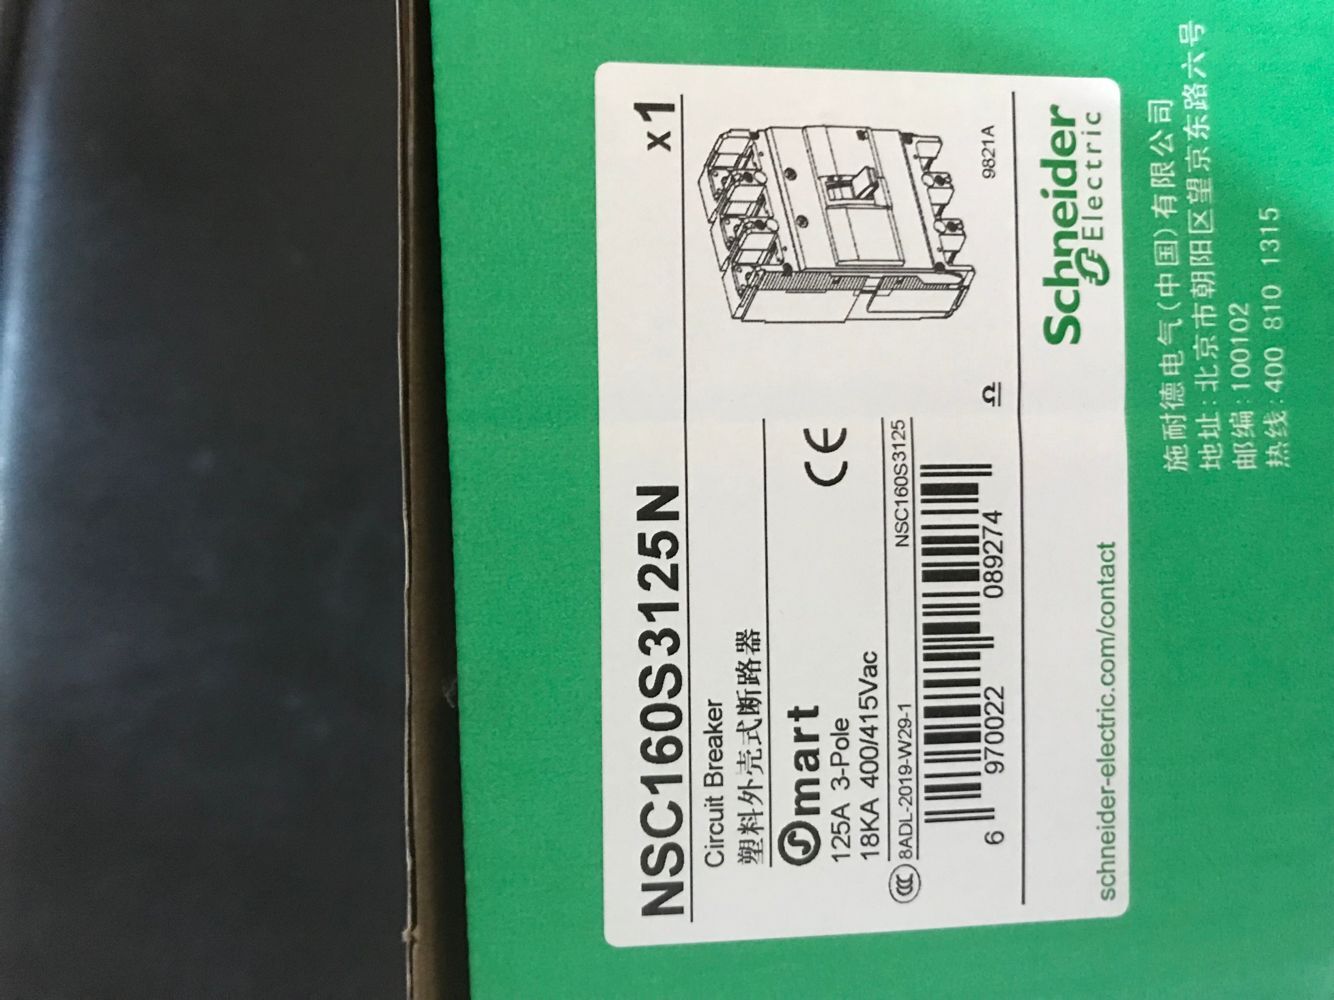 NSC160S3125N
x1
Circuit Breaker
塑料外壳式断路器
Smart
125A 3-Pole
18KA 400/415Vac
CE
CCC 8ADL-2019-W29-1
NSC160S3125
6 970022 089274
Ω
9821A
schneider-electric.com/contact
Schneider
Electric
施耐德电气(中国)有限公司
地址:北京市朝阳区望京东路六号
邮编:100102
热线:400 810 1315